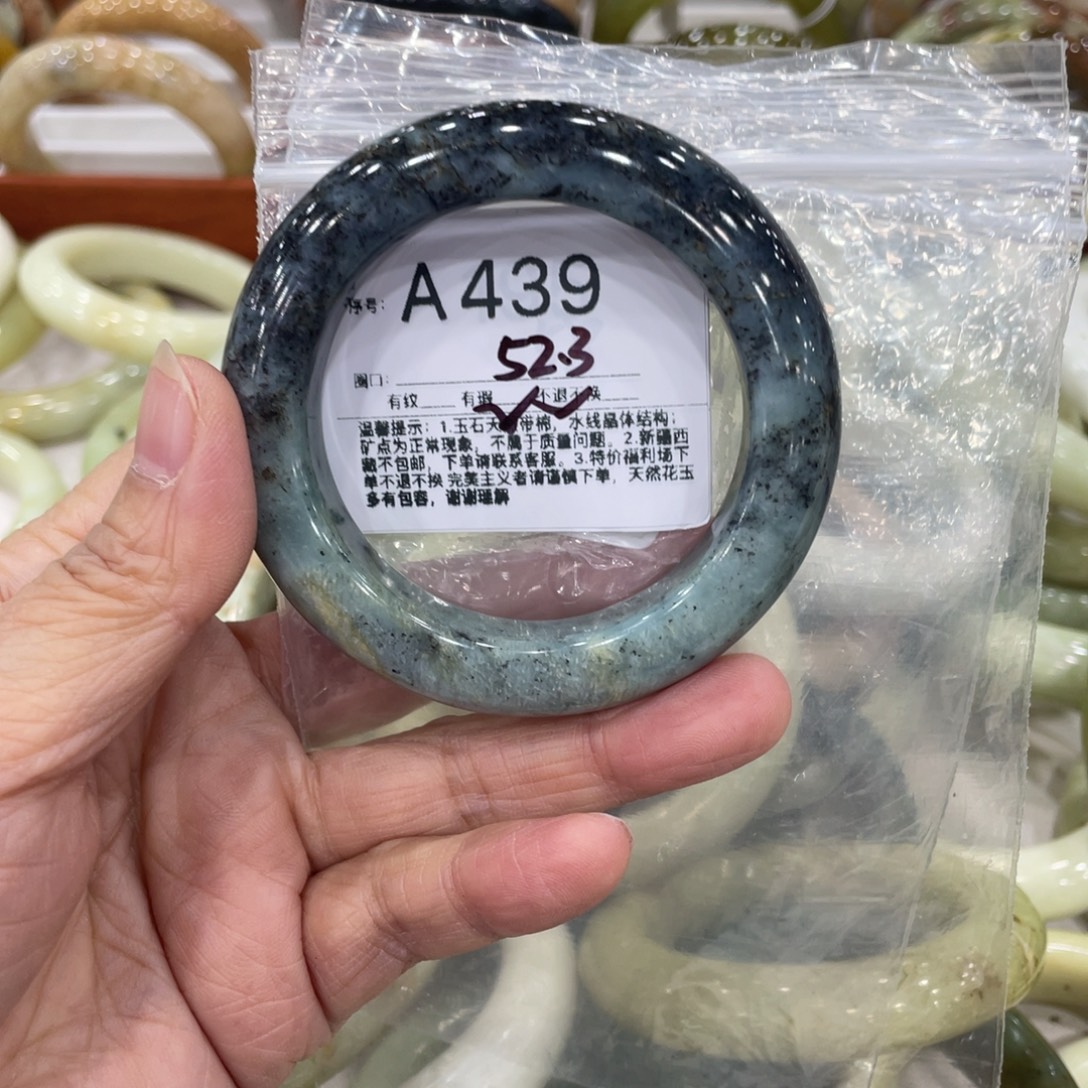 序号：A439
圈口：52.3
有纹 有瑕 不退不换
温馨提示：1.玉石天 带棉，水线晶体结构；
矿点为正常现象，不属于质量问题。2.新疆西
藏不包邮，下单请联系客服。3.特价福利场下
单不退不换 完美主义者请谨慎下单，天然花玉
多有包容，谢谢理解